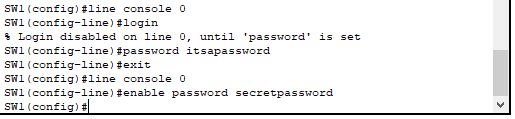 SW1(config)#line console 0
SW1(config-line)#login
% Login disabled on line 0, until 'password' is set
SW1(config-line)#password itsapassword
SW1(config-line)#exit
SW1(config)#line console 0
SW1(config-line)#enable password secretpassword
SW1(config)#